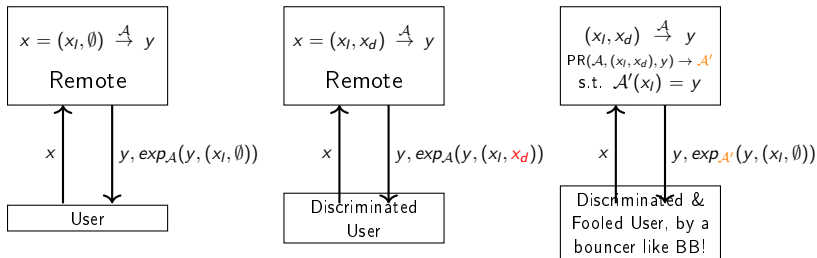 x = (x_l, ∅) →^𝒜 y
Remote
x
y, exp_𝒜(y, (x_l, ∅))
User
x = (x_l, x_d) →^𝒜 y
Remote
x
y, exp_𝒜(y, (x_l, x_d))
Discriminated
User
(x_l, x_d) →^𝒜 y
PR(𝒜, (x_l, x_d), y) → 𝒜′
s.t. 𝒜′(x_l) = y
x
y, exp_𝒜′(y, (x_l, ∅))
Discriminated &
Fooled User, by a
bouncer like BB!